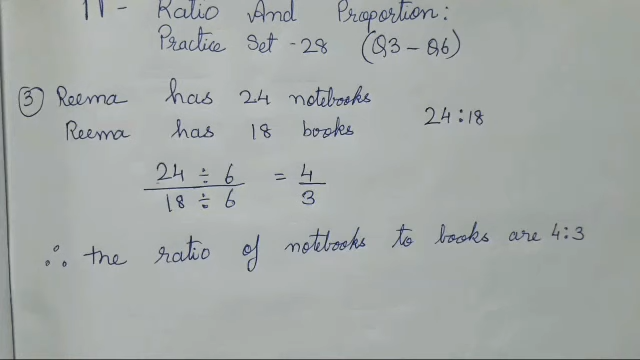 11 - Ratio And Proportion:
Practice Set - 28 (Q3 - Q6)
③ Reema has 24 notebooks
Reema has 18 books 24:18
24 ÷ 6 / 18 ÷ 6 = 4/3
∴ the ratio of notebooks to books are 4:3